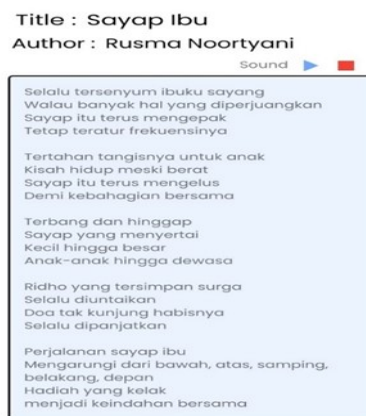 Title : Sayap Ibu
Author : Rusma Noortyani
Sound
Selalu tersenyum ibuku sayang
Walau banyak hal yang diperjuangkan
Sayap itu terus mengepak
Tetap teratur frekuensinya
Tertahan tangisnya untuk anak
Kisah hidup meski berat
Sayap itu terus mengelus
Demi kebahagian bersama
Terbang dan hinggap
Sayap yang menyertai
Kecil hingga besar
Anak-anak hingga dewasa
Ridho yang tersimpan surga
Selalu diuntaikan
Doa tak kunjung habisnya
Selalu dipanjatkan
Perjalanan sayap ibu
Mengarungi dari bawah, atas, samping,
belakang, depan
Hadiah yang kelak
menjadi keindahan bersama